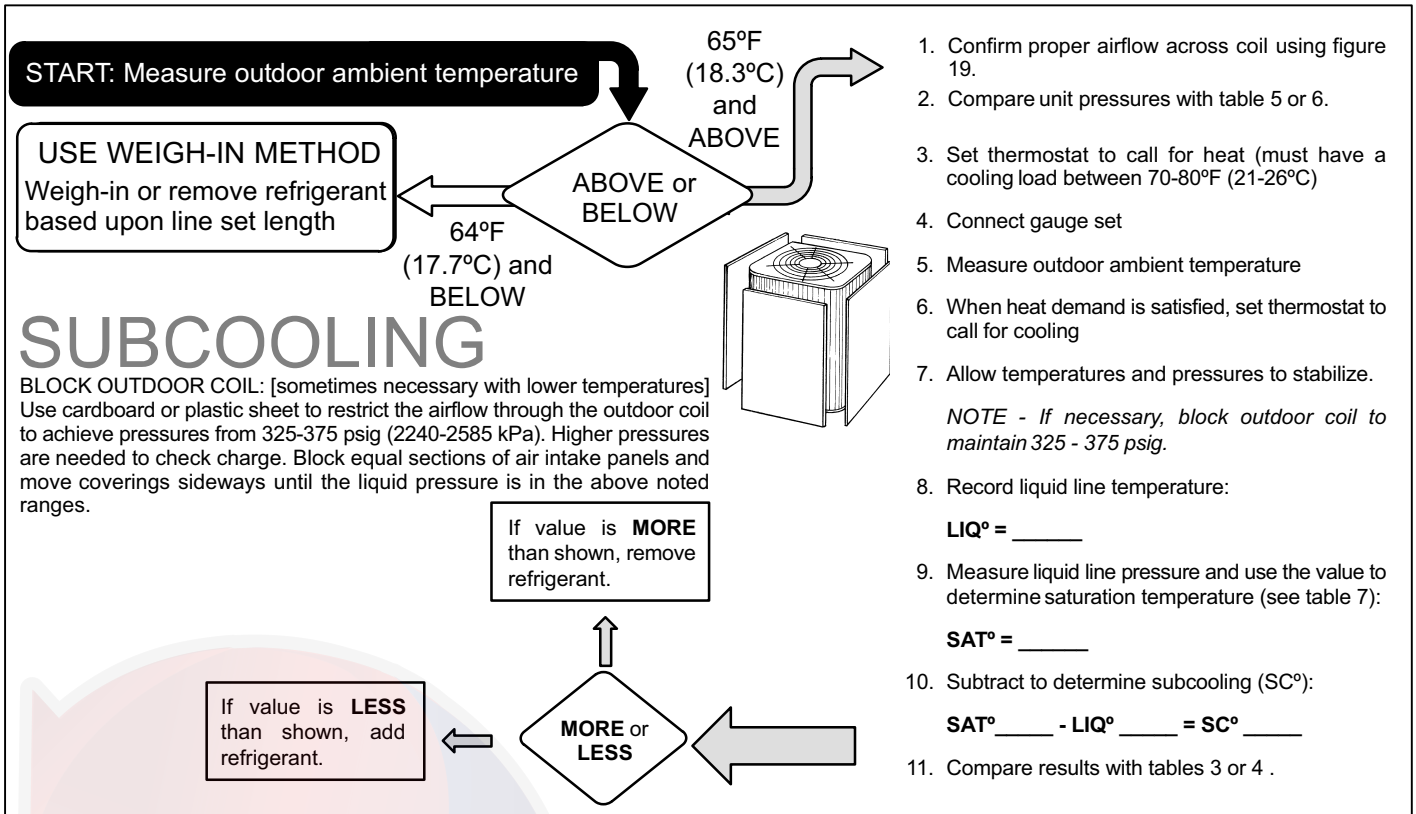 START: Measure outdoor ambient temperature
65ºF
(18.3ºC)
and
ABOVE
USE WEIGH-IN METHOD
Weigh-in or remove refrigerant
based upon line set length
ABOVE or
BELOW
64ºF
(17.7ºC) and
BELOW
SUBCOOLING
BLOCK OUTDOOR COIL: [sometimes necessary with lower temperatures]
Use cardboard or plastic sheet to restrict the airflow through the outdoor coil
to achieve pressures from 325-375 psig (2240-2585 kPa). Higher pressures
are needed to check charge. Block equal sections of air intake panels and
move coverings sideways until the liquid pressure is in the above noted
ranges.
1. Confirm proper airflow across coil using figure
19.
2. Compare unit pressures with table 5 or 6.
3. Set thermostat to call for heat (must have a
cooling load between 70-80ºF (21-26ºC)
4. Connect gauge set
5. Measure outdoor ambient temperature
6. When heat demand is satisfied, set thermostat to
call for cooling
7. Allow temperatures and pressures to stabilize.
NOTE - If necessary, block outdoor coil to
maintain 325 - 375 psig.
8. Record liquid line temperature:
LIQº = ______
9. Measure liquid line pressure and use the value to
determine saturation temperature (see table 7):
SATº = ______
10. Subtract to determine subcooling (SCº):
SATº_____ - LIQº _____ = SCº _____
11. Compare results with tables 3 or 4 .
MORE or
LESS
If value is MORE
than shown, remove
refrigerant.
If value is LESS
than shown, add
refrigerant.